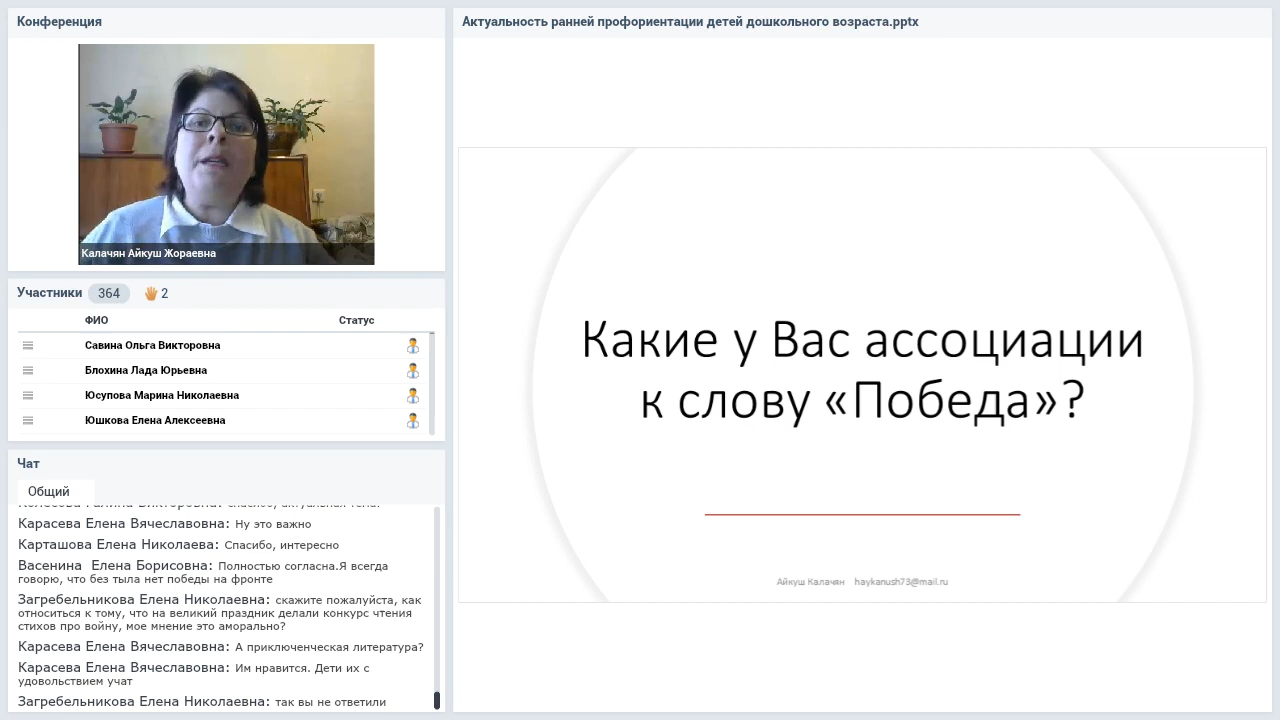 Конференция
Калачян Айкуш Жораевна
Участники 364 2
ФИО Статус
Савина Ольга Викторовна
Блохина Лада Юрьевна
Юсупова Марина Николаевна
Юшкова Елена Алексеевна
Чат
Общий
Карасева Елена Вячеславовна: Ну это важно
Карташова Елена Николаева: Спасибо, интересно
Васенина Елена Борисовна: Полностью согласна.Я всегда
говорю, что без тыла нет победы на фронте
Загребельникова Елена Николаевна: скажите пожалуйста, как
относиться к тому, что на великий праздник делали конкурс чтения
стихов про войну, мое мнение это аморально?
Карасева Елена Вячеславовна: А приключенческая литература?
Карасева Елена Вячеславовна: Им нравится. Дети их с
удовольствием учат
Загребельникова Елена Николаевна: так вы не ответили
Актуальность ранней профориентации детей дошкольного возраста.pptx
Какие у Вас ассоциации
к слову «Победа»?
Айкуш Калачян haykanush73@mail.ru